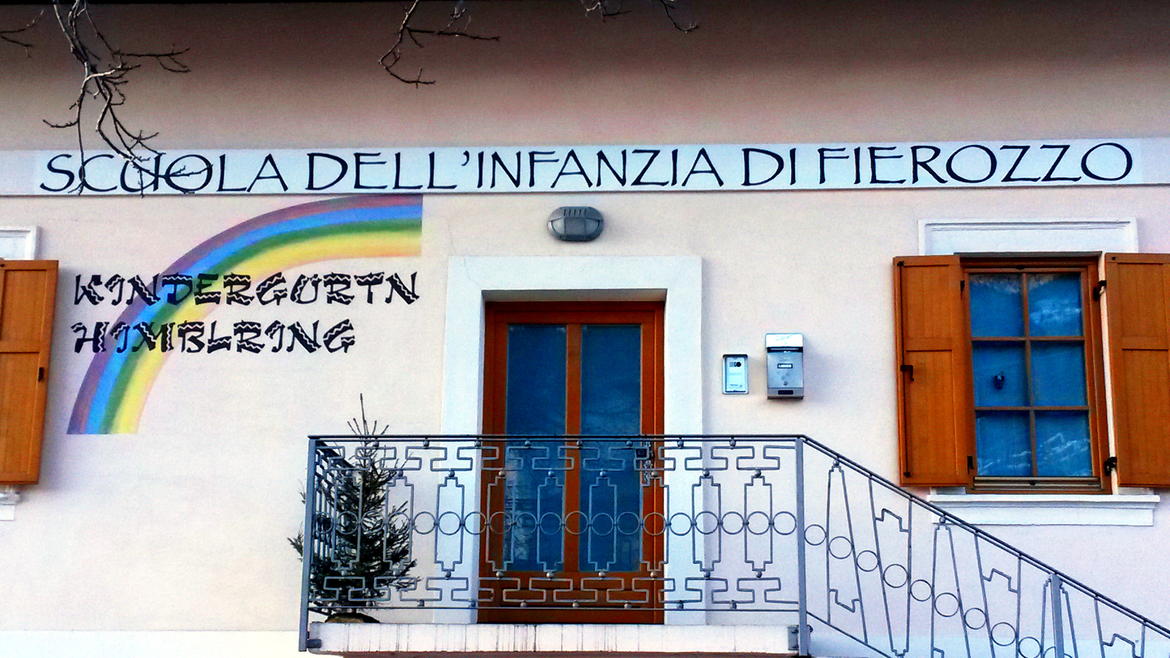 SCUOLA DELL'INFANZIA DI FIEROZZO
KINDERGORTN
HIMBLRING